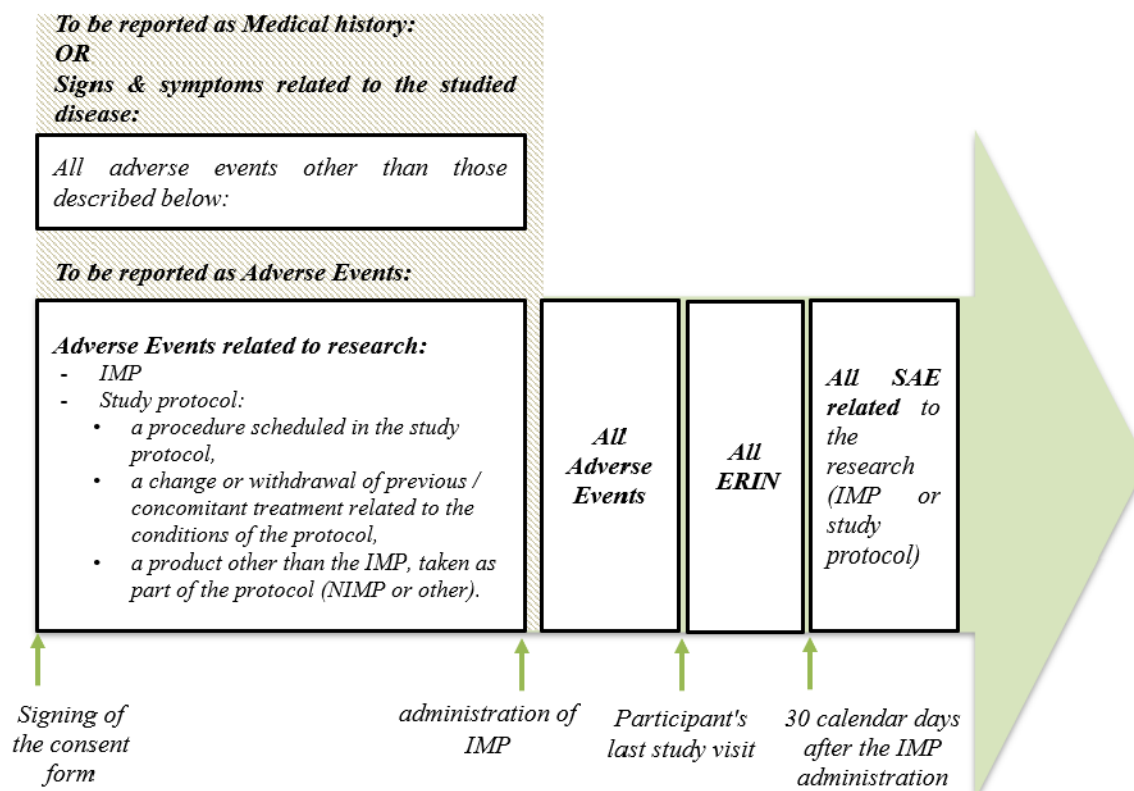 To be reported as Medical history:
OR
Signs & symptoms related to the studied
disease:
All adverse events other than those
described below:
To be reported as Adverse Events:
Adverse Events related to research:
- IMP
- Study protocol:
• a procedure scheduled in the study
protocol,
• a change or withdrawal of previous /
concomitant treatment related to the
conditions of the protocol,
• a product other than the IMP, taken as
part of the protocol (NIMP or other).
All
Adverse
Events
All
ERIN
All SAE
related to
the
research
(IMP or
study
protocol)
Signing of
the consent
form
administration of
IMP
Participant's
last study visit
30 calendar days
after the IMP
administration